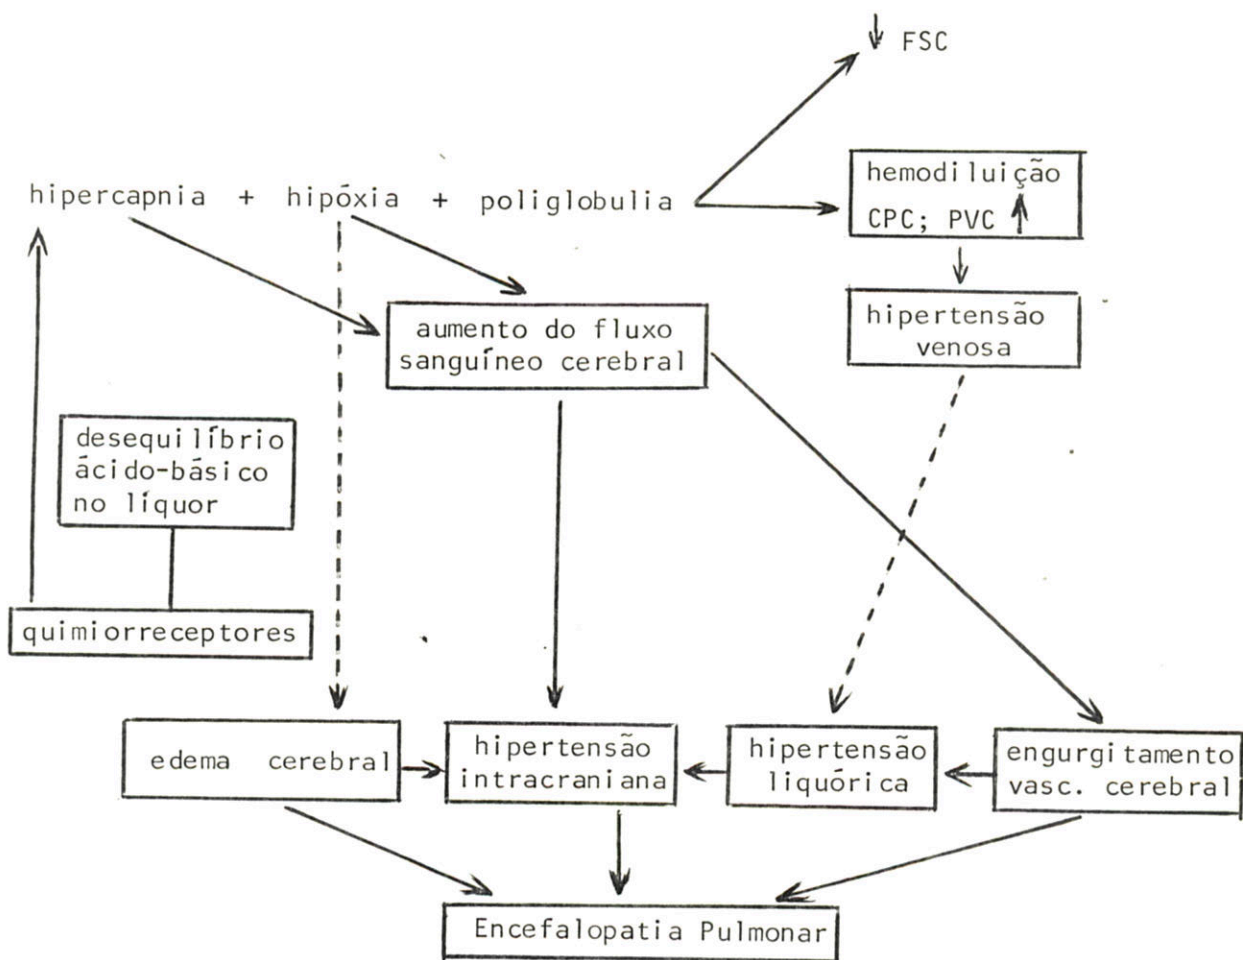 ↓ FSC
hipercapnia + hipóxia + poliglobulia
hemodiluição
CPC; PVC ↑
aumento do fluxo
sanguíneo cerebral
hipertensão
venosa
desequilíbrio
ácido-básico
no líquor
quimiorreceptores
edema cerebral
hipertensão
intracraniana
hipertensão
liquórica
engurgitamento
vasc. cerebral
Encefalopatia Pulmonar